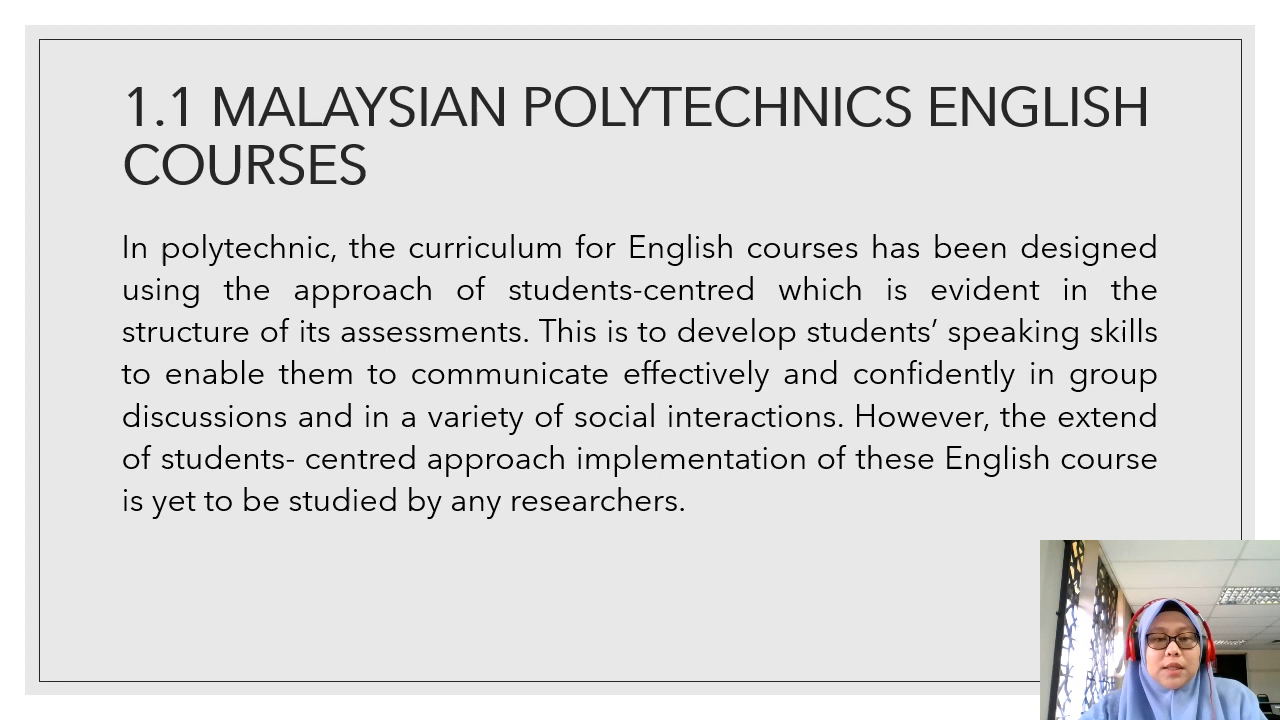 1.1 MALAYSIAN POLYTECHNICS ENGLISH
COURSES
In polytechnic, the curriculum for English courses has been designed
using the approach of students-centred which is evident in the
structure of its assessments. This is to develop students’ speaking skills
to enable them to communicate effectively and confidently in group
discussions and in a variety of social interactions. However, the extend
of students- centred approach implementation of these English course
is yet to be studied by any researchers.